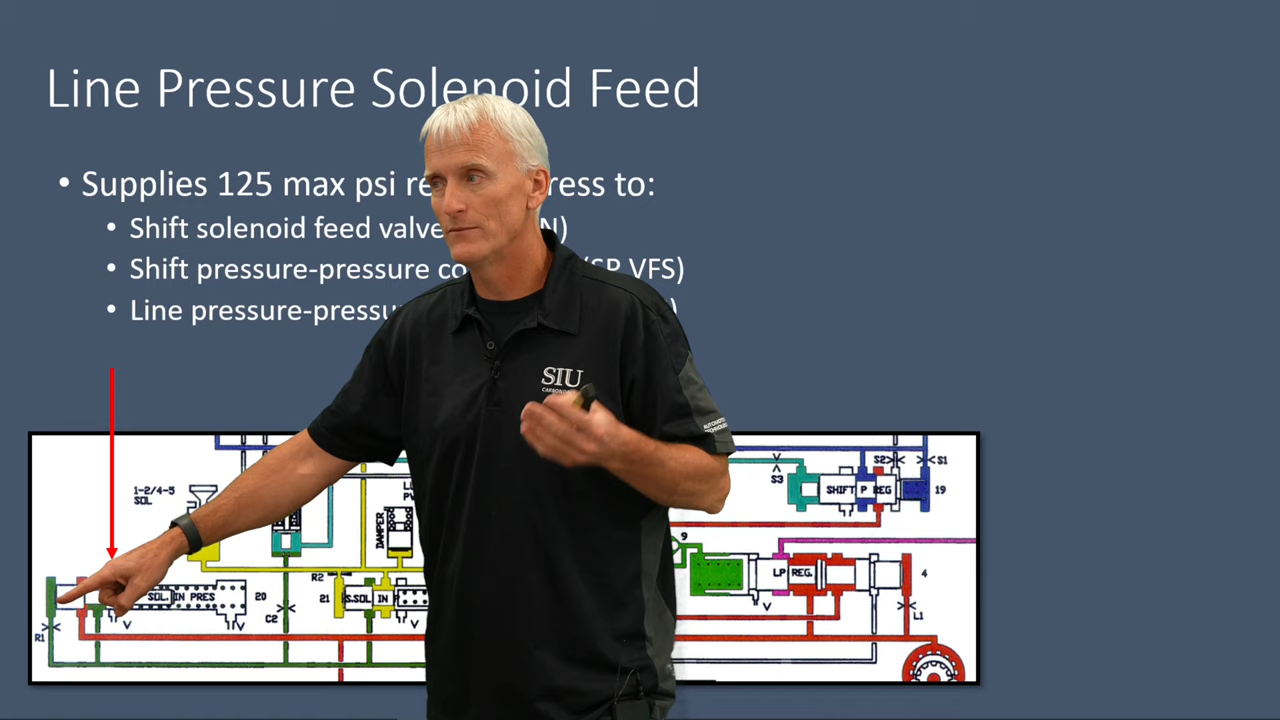 Line Pressure Solenoid Feed
• Supplies 125 max psi re ress to:
• Shift solenoid feed valve N)
• Shift pressure-pressure co (SP VFS)
• Line pressure-pressu )
SIU
1-2/4-5
SOL
DAMPER
S3
S2
S1
SHIFT P REG
19
9
R2
SOL. IN PRES
20
C2
21
S.SOL IN
LP REG.
4
V
V
V
R1
L1